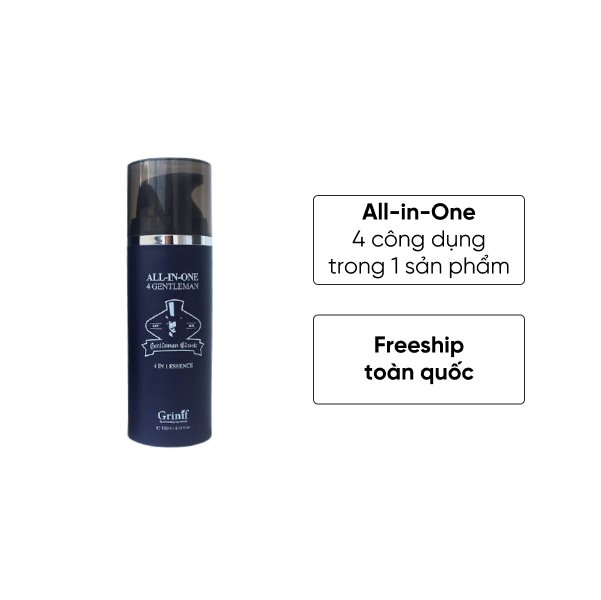 ALL-IN-ONE
4 GENTLEMAN
Gentleman Classic
4 IN 1 ESSENCE
Grinif
All-in-One
4 công dụng
trong 1 sản phẩm
Freeship
toàn quốc